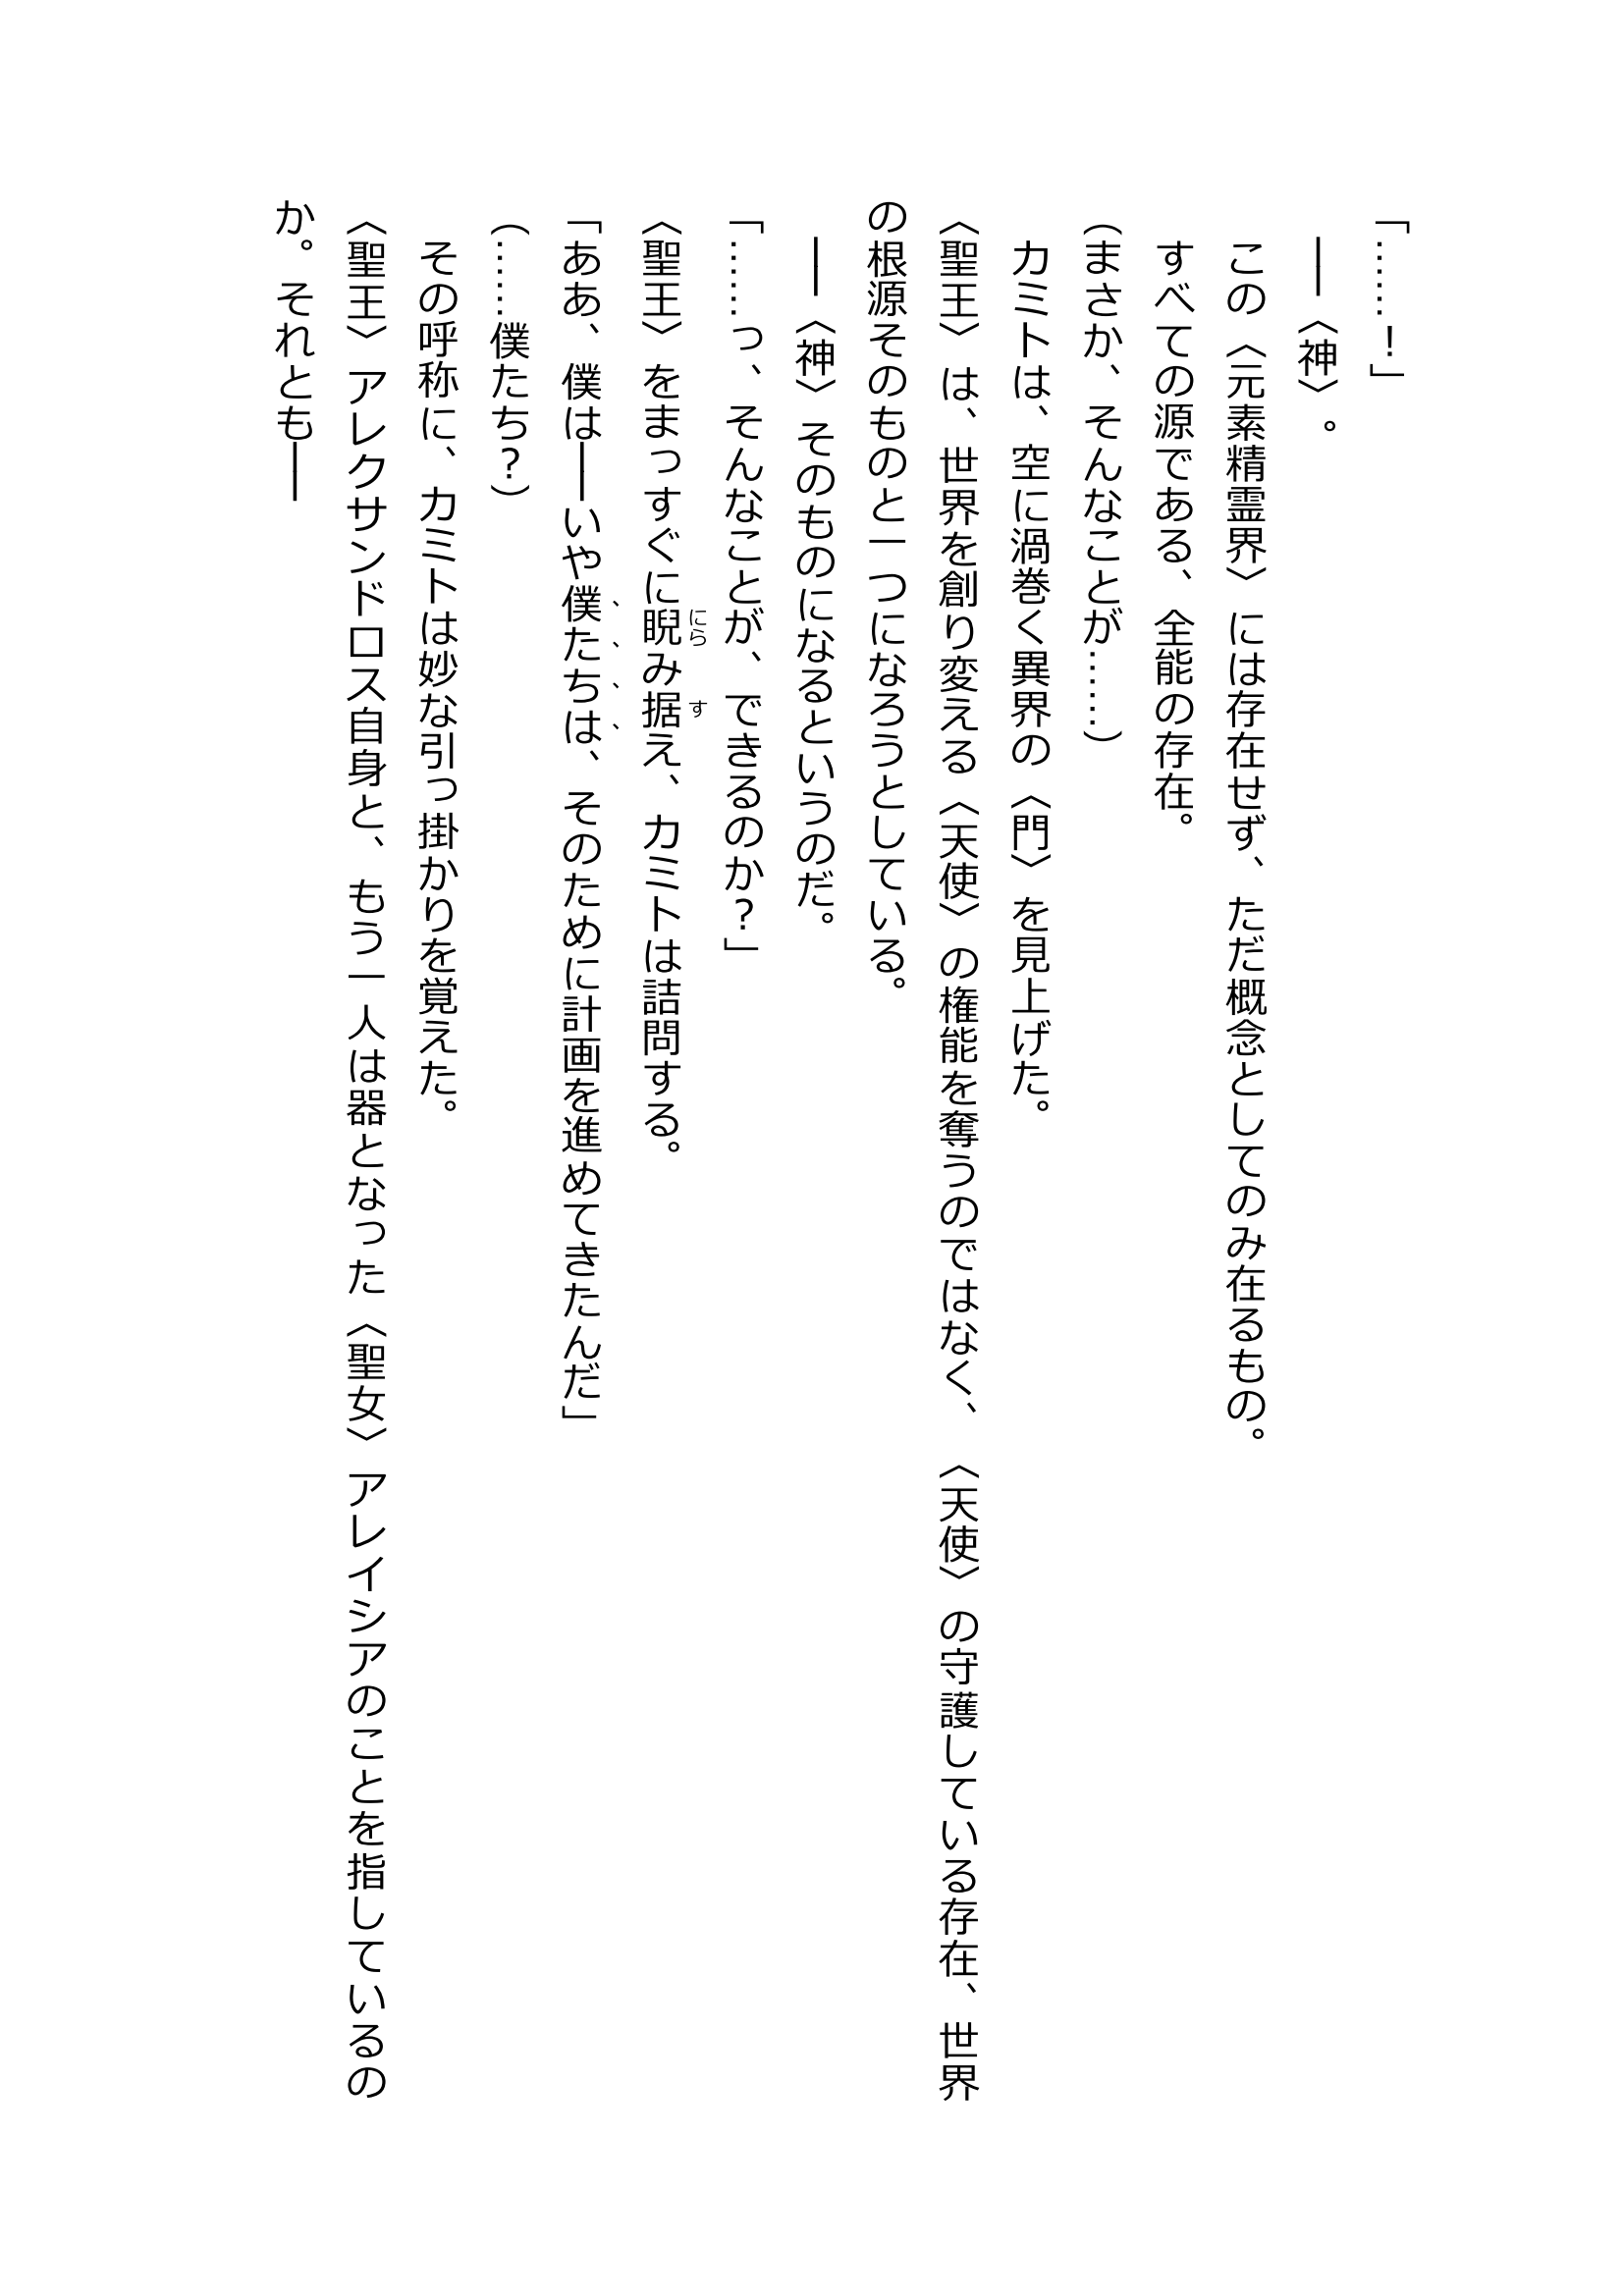 「……！」
――〈神〉。
この〈元素精霊界〉には存在せず、ただ概念としてのみ在るもの。
すべての源である、全能の存在。
（まさか、そんなことが……）
カミトは、空に渦巻く異界の〈門〉を見上げた。
〈聖王〉は、世界を創り変える〈天使〉の権能を奪うのではなく、〈天使〉の守護している存在、世界
の根源そのものと一つになろうとしている。
――〈神〉そのものになるというのだ。
「……っ、そんなことが、できるのか？」
〈聖王〉をまっすぐに睨み据え、カミトは詰問する。
「ああ、僕は――いや僕たちは、そのために計画を進めてきたんだ」
（……僕たち？）
その呼称に、カミトは妙な引っ掛かりを覚えた。
〈聖王〉アレクサンドロス自身と、もう一人は器となった〈聖女〉アレイシアのことを指しているの
か。それとも――